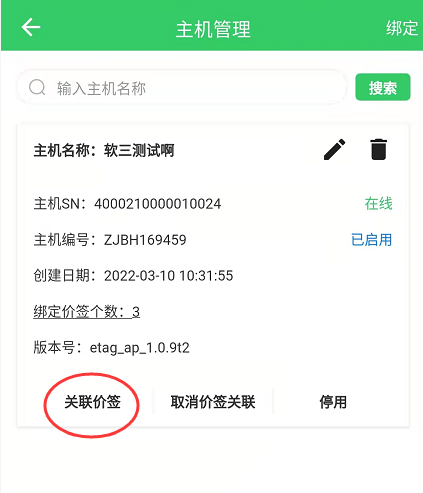 主机管理 绑定
输入主机名称 搜索
主机名称：软三测试啊
主机SN：4000210000010024 在线
主机编号：ZJBH169459 已启用
创建日期：2022-03-10 10:31:55
绑定价签个数：3
版本号：etag_ap_1.0.9t2
关联价签 取消价签关联 停用